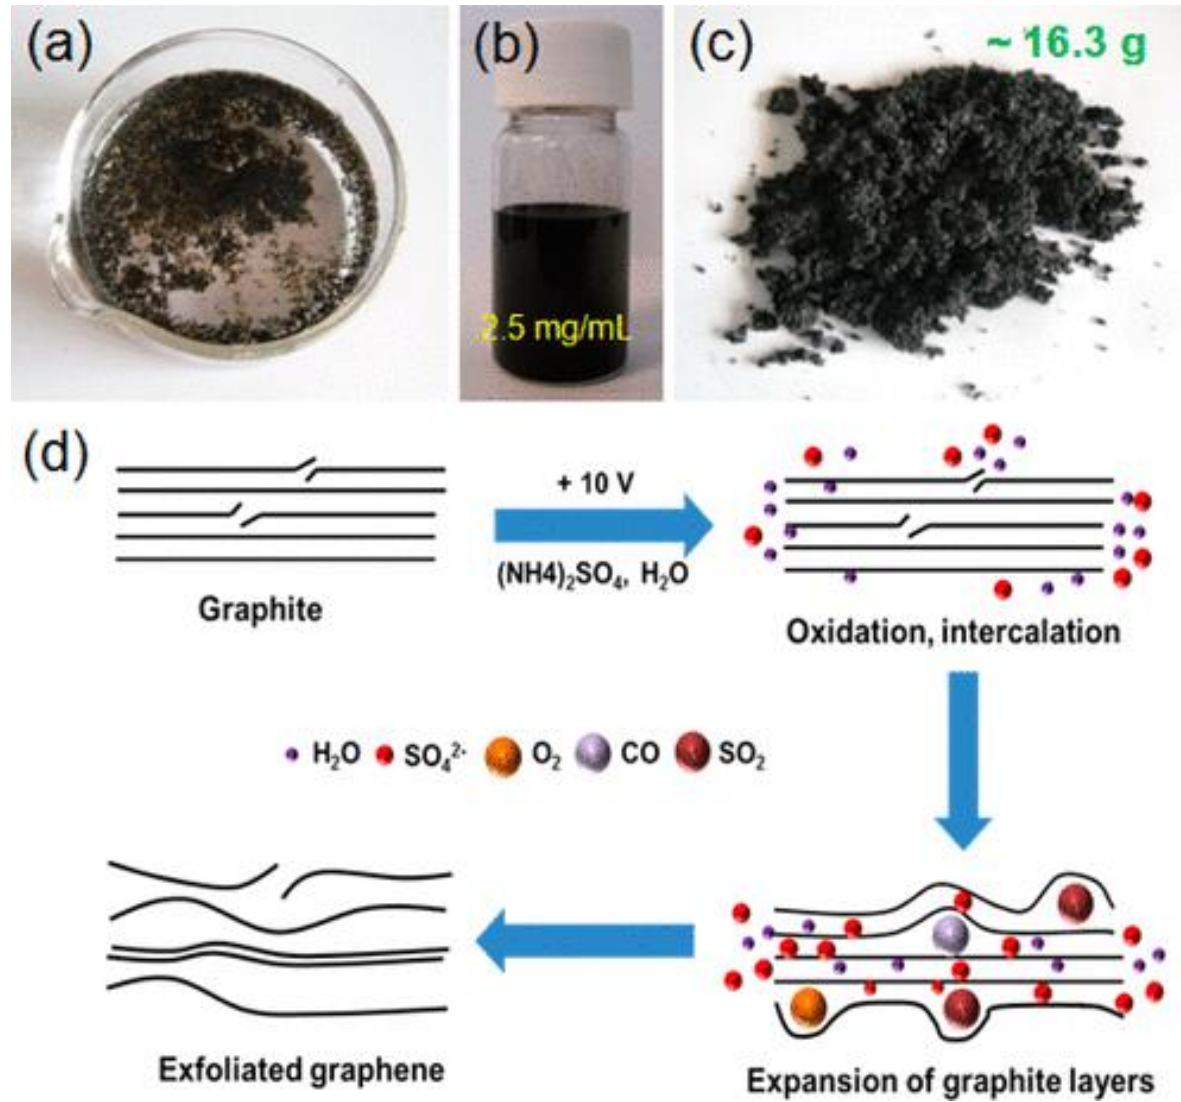 (a)
(b)
2.5 mg/mL
(c)
~ 16.3 g
(d)
Graphite
+ 10 V
(NH4)₂SO₄, H₂O
Oxidation, intercalation
H₂O SO₄²⁻ O₂ CO SO₂
Exfoliated graphene
Expansion of graphite layers